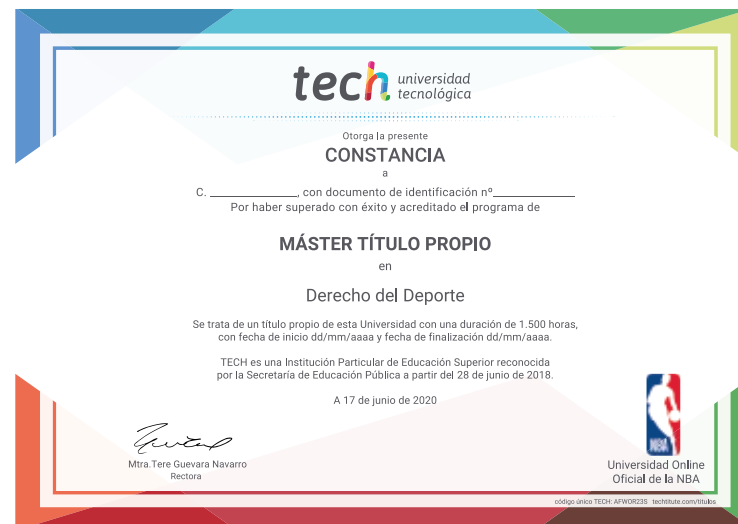 tech universidad
tecnológica
Otorga la presente
CONSTANCIA
a
C. ______________, con documento de identificación nº_____________
Por haber superado con éxito y acreditado el programa de
MÁSTER TÍTULO PROPIO
en
Derecho del Deporte
Se trata de un título propio de esta Universidad con una duración de 1.500 horas,
con fecha de inicio dd/mm/aaaa y fecha de finalización dd/mm/aaaa.
TECH es una Institución Particular de Educación Superior reconocida
por la Secretaría de Educación Pública a partir del 28 de junio de 2018.
A 17 de junio de 2020
Mtra.Tere Guevara Navarro
Rectora
NBA
Universidad Online
Oficial de la NBA
código único TECH: AFWOR23S techtitute.com/titulos